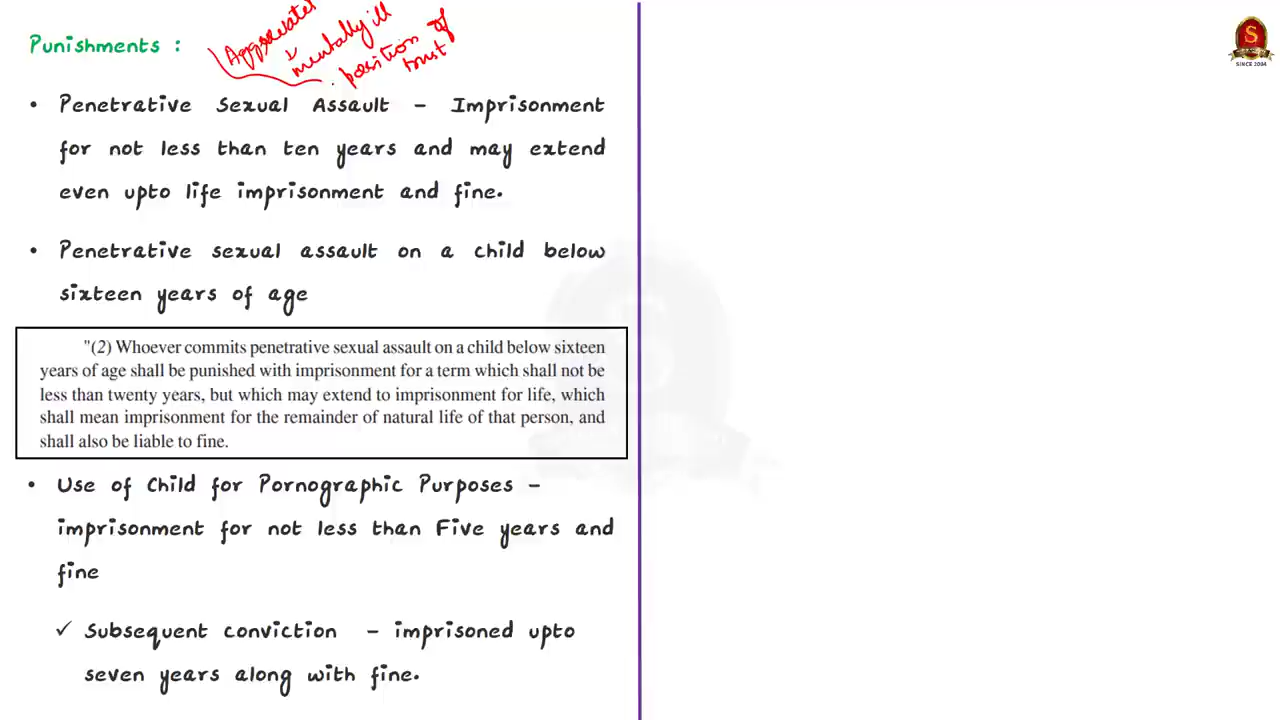 Punishments :
Aggravated
mentally ill
position of
trust
• Penetrative Sexual Assault – Imprisonment
for not less than ten years and may extend
even upto life imprisonment and fine.
• Penetrative sexual assault on a child below
sixteen years of age
"(2) Whoever commits penetrative sexual assault on a child below sixteen
years of age shall be punished with imprisonment for a term which shall not be
less than twenty years, but which may extend to imprisonment for life, which
shall mean imprisonment for the remainder of natural life of that person, and
shall also be liable to fine.
• Use of Child for Pornographic Purposes –
imprisonment for not less than Five years and
fine
✓ Subsequent conviction – imprisoned upto
seven years along with fine.
S
SINCE 2004